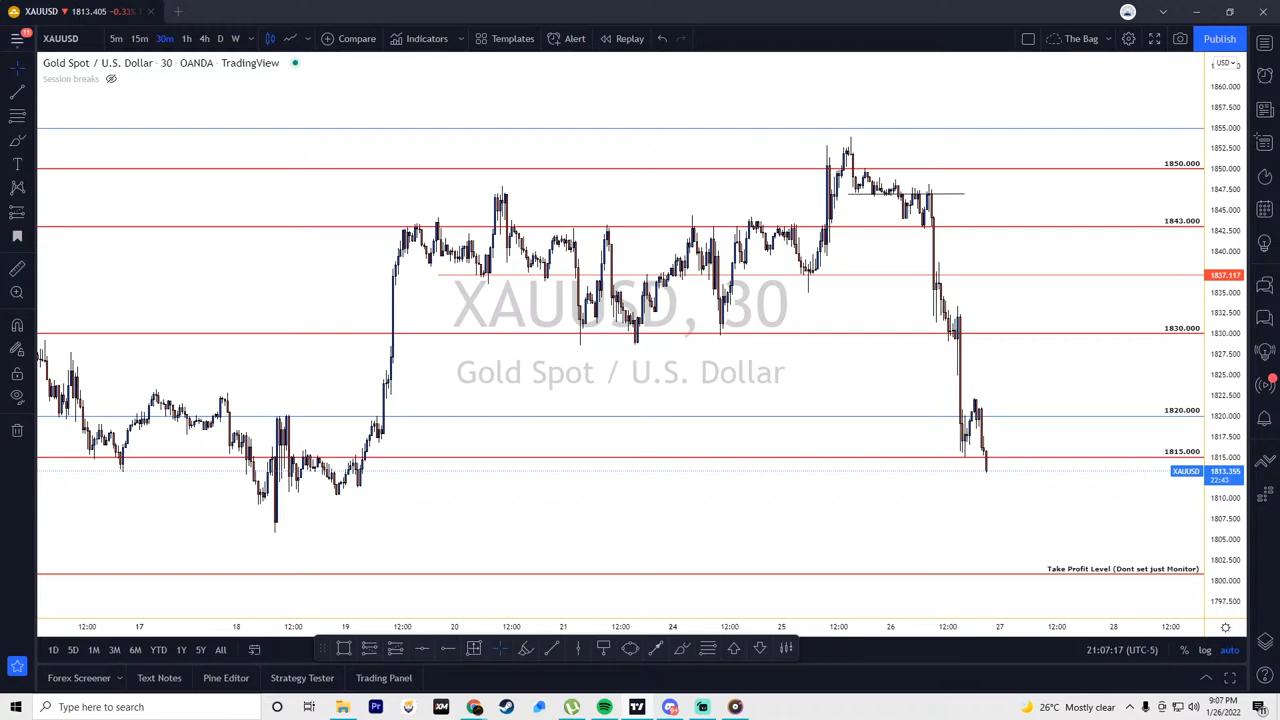 XAUUSD ▼ 1813.405 -0.33%
11
XAUUSD 5m 15m 30m 1h 4h D W Compare Indicators Templates Alert Replay The Bag Publish
Gold Spot / U.S. Dollar · 30 · OANDA · TradingView
Session breaks
USD
1860.000
1857.500
1855.000
1852.500
1850.000 1850.000
1847.500
1845.000
1843.000
1842.500
1840.000
1837.117
1835.000
1832.500
1830.000 1830.000
1827.500
1825.000
1822.500
1820.000 1820.000
1817.500
1815.000 1815.000
XAUUSD 1813.355
22:43
1810.000
1807.500
1805.000
1802.500
Take Profit Level (Dont set just Monitor)
1800.000
1797.500
XAUUSD, 30
Gold Spot / U.S. Dollar
12:00 17 12:00 18 12:00 19 12:00 20 12:00 21 12:00 24 12:00 25 12:00 26 12:00 27 12:00 28 12:00
1D 5D 1M 3M 6M YTD 1Y 5Y All 21:07:17 (UTC-5) % log auto
Forex Screener Text Notes Pine Editor Strategy Tester Trading Panel
Type here to search 26°C Mostly clear 9:07 PM
1/26/2022